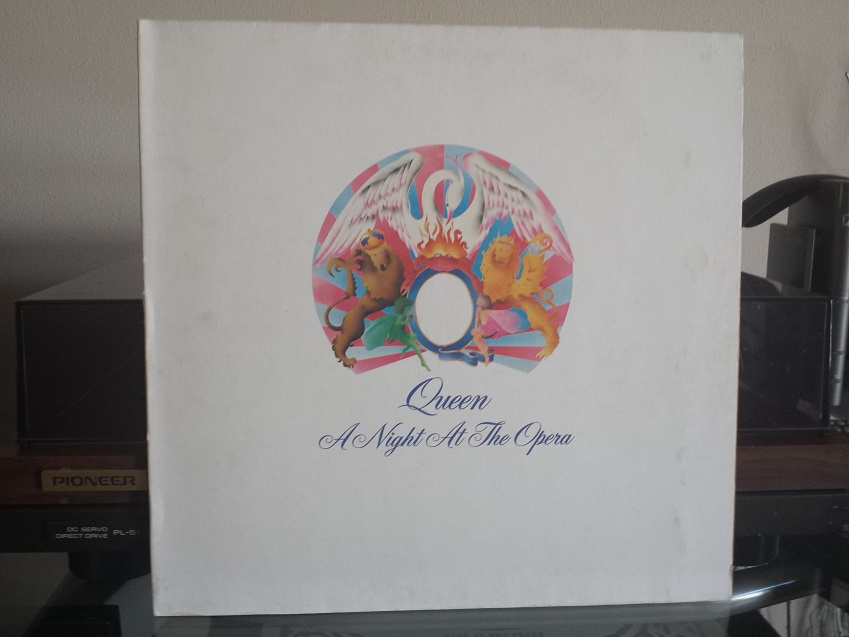 Queen
A Night At The Opera
PIONEER
DC SERVO
DIRECT DRIVE PL-5